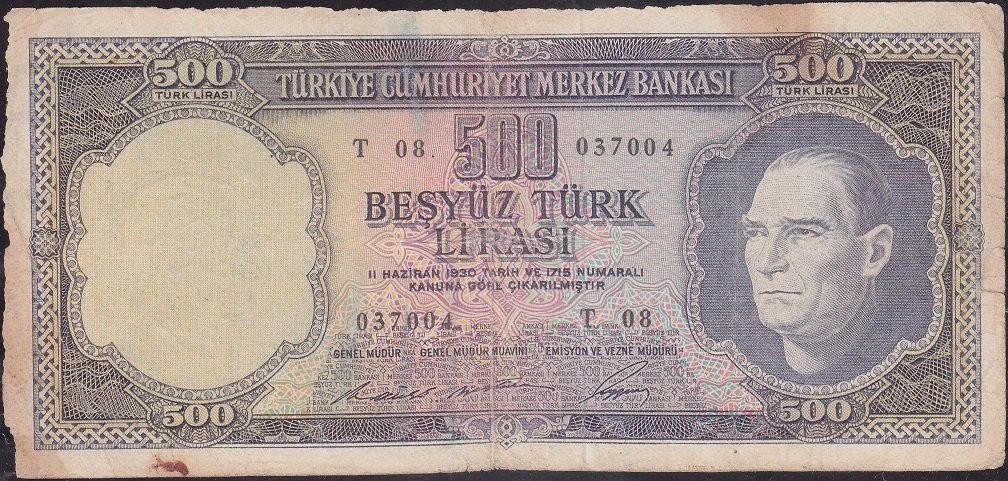 500
TÜRK LİRASI
TÜRKİYE CUMHURİYET MERKEZ BANKASI
500
TÜRK LİRASI
T 08. 500 037004
BEŞYÜZ TÜRK
LİRASI
11 HAZİRAN 1930 TARİH VE 1715 NUMARALI
KANUNA GÖRE ÇIKARILMIŞTIR
037004 T 08
GENEL MÜDÜR GENEL MÜDÜR MUAVİNİ EMİSYON VE VEZNE MÜDÜRÜ
500
500